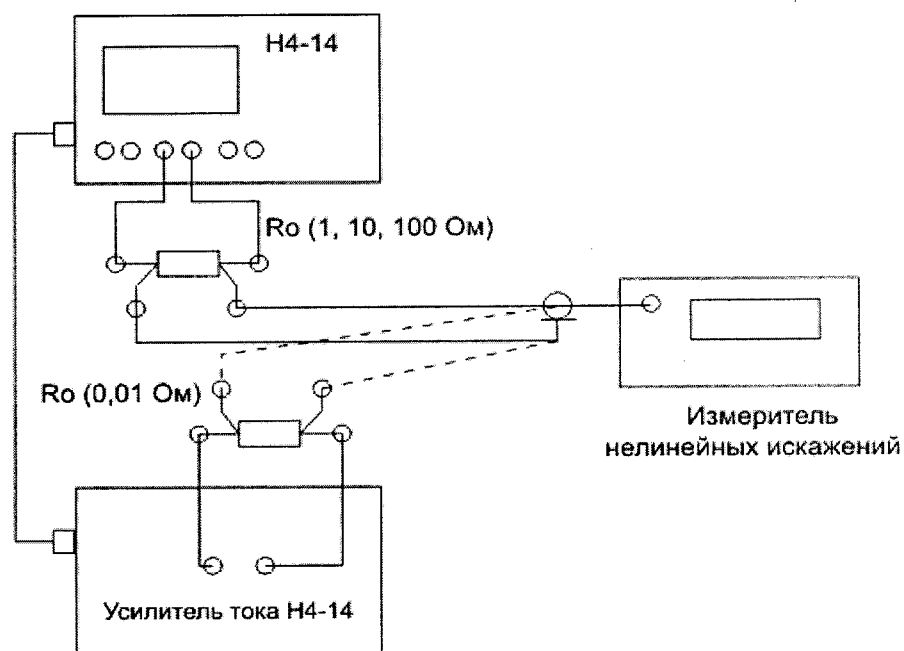 Н4-14
Ro (1, 10, 100 Ом)
Ro (0,01 Ом)
Измеритель
нелинейных искажений
Усилитель тока Н4-14